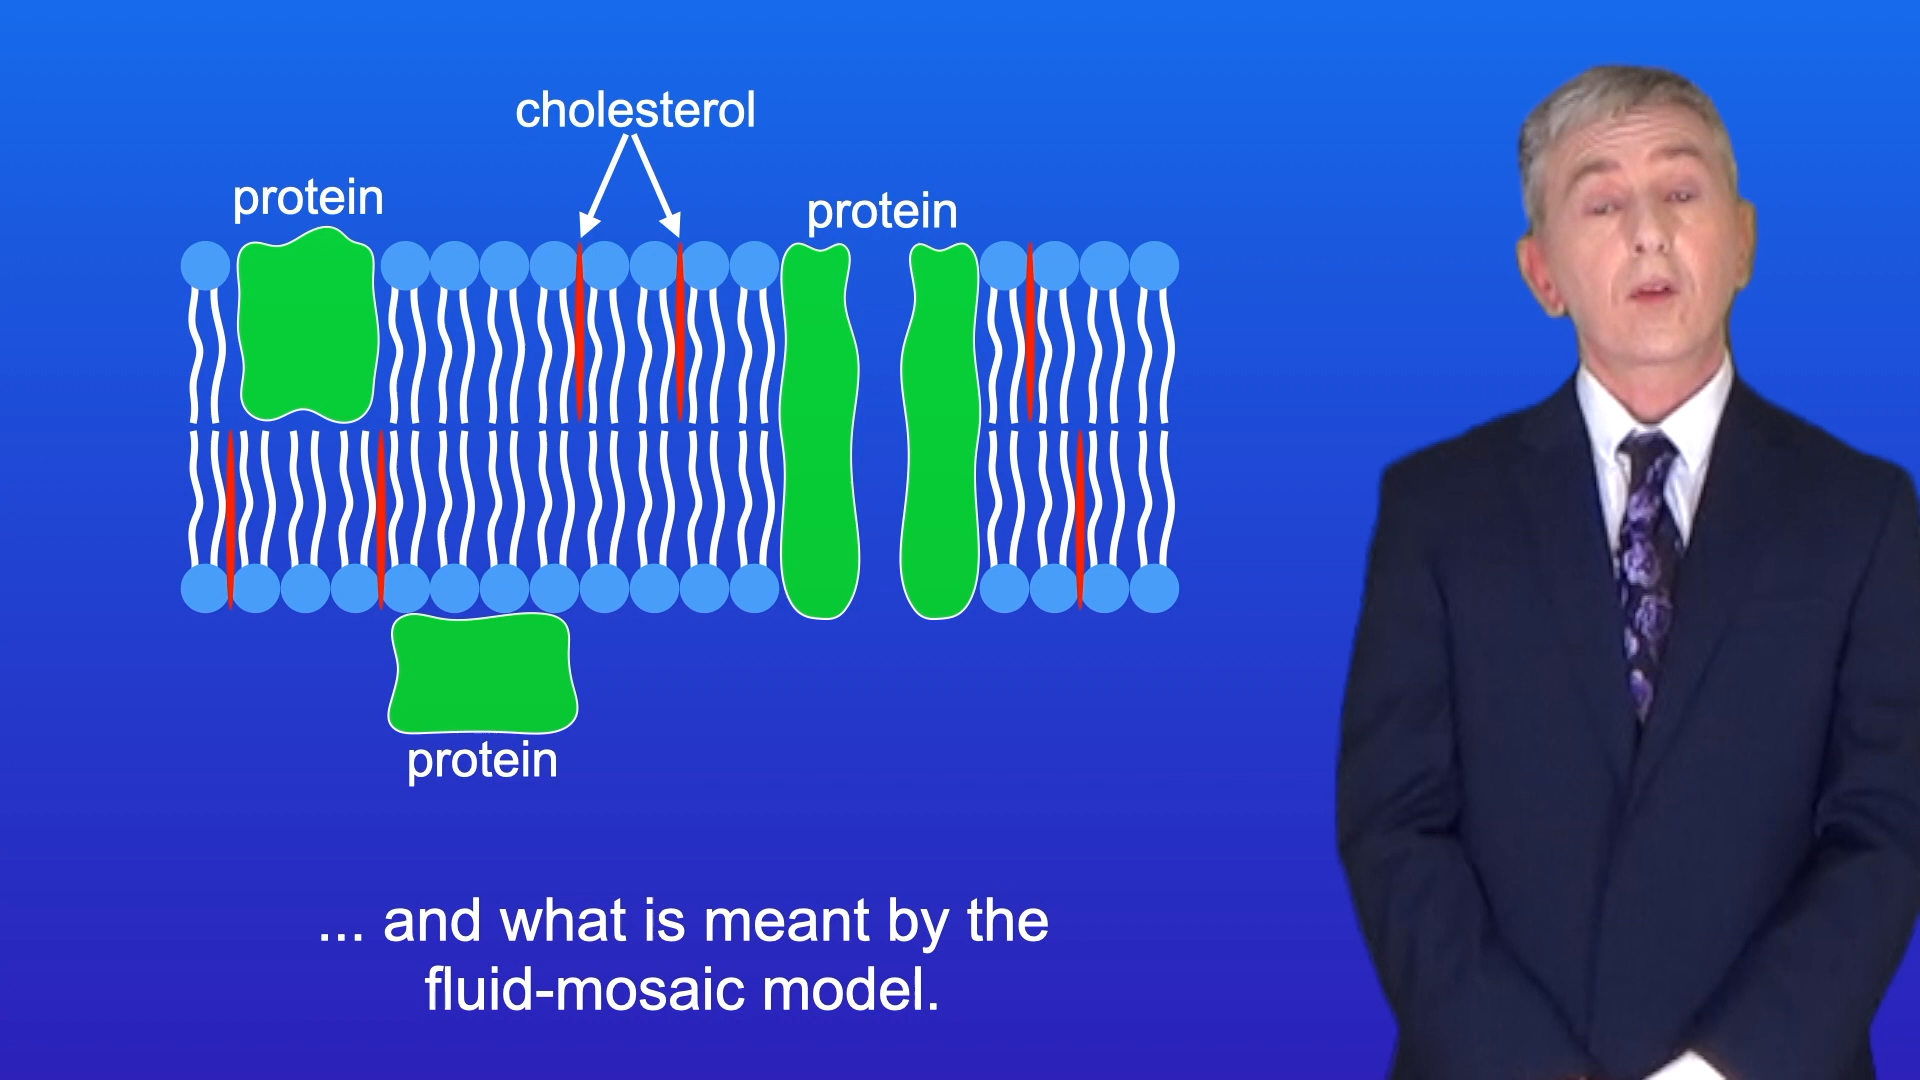 cholesterol
protein
protein
protein
... and what is meant by the
fluid-mosaic model.